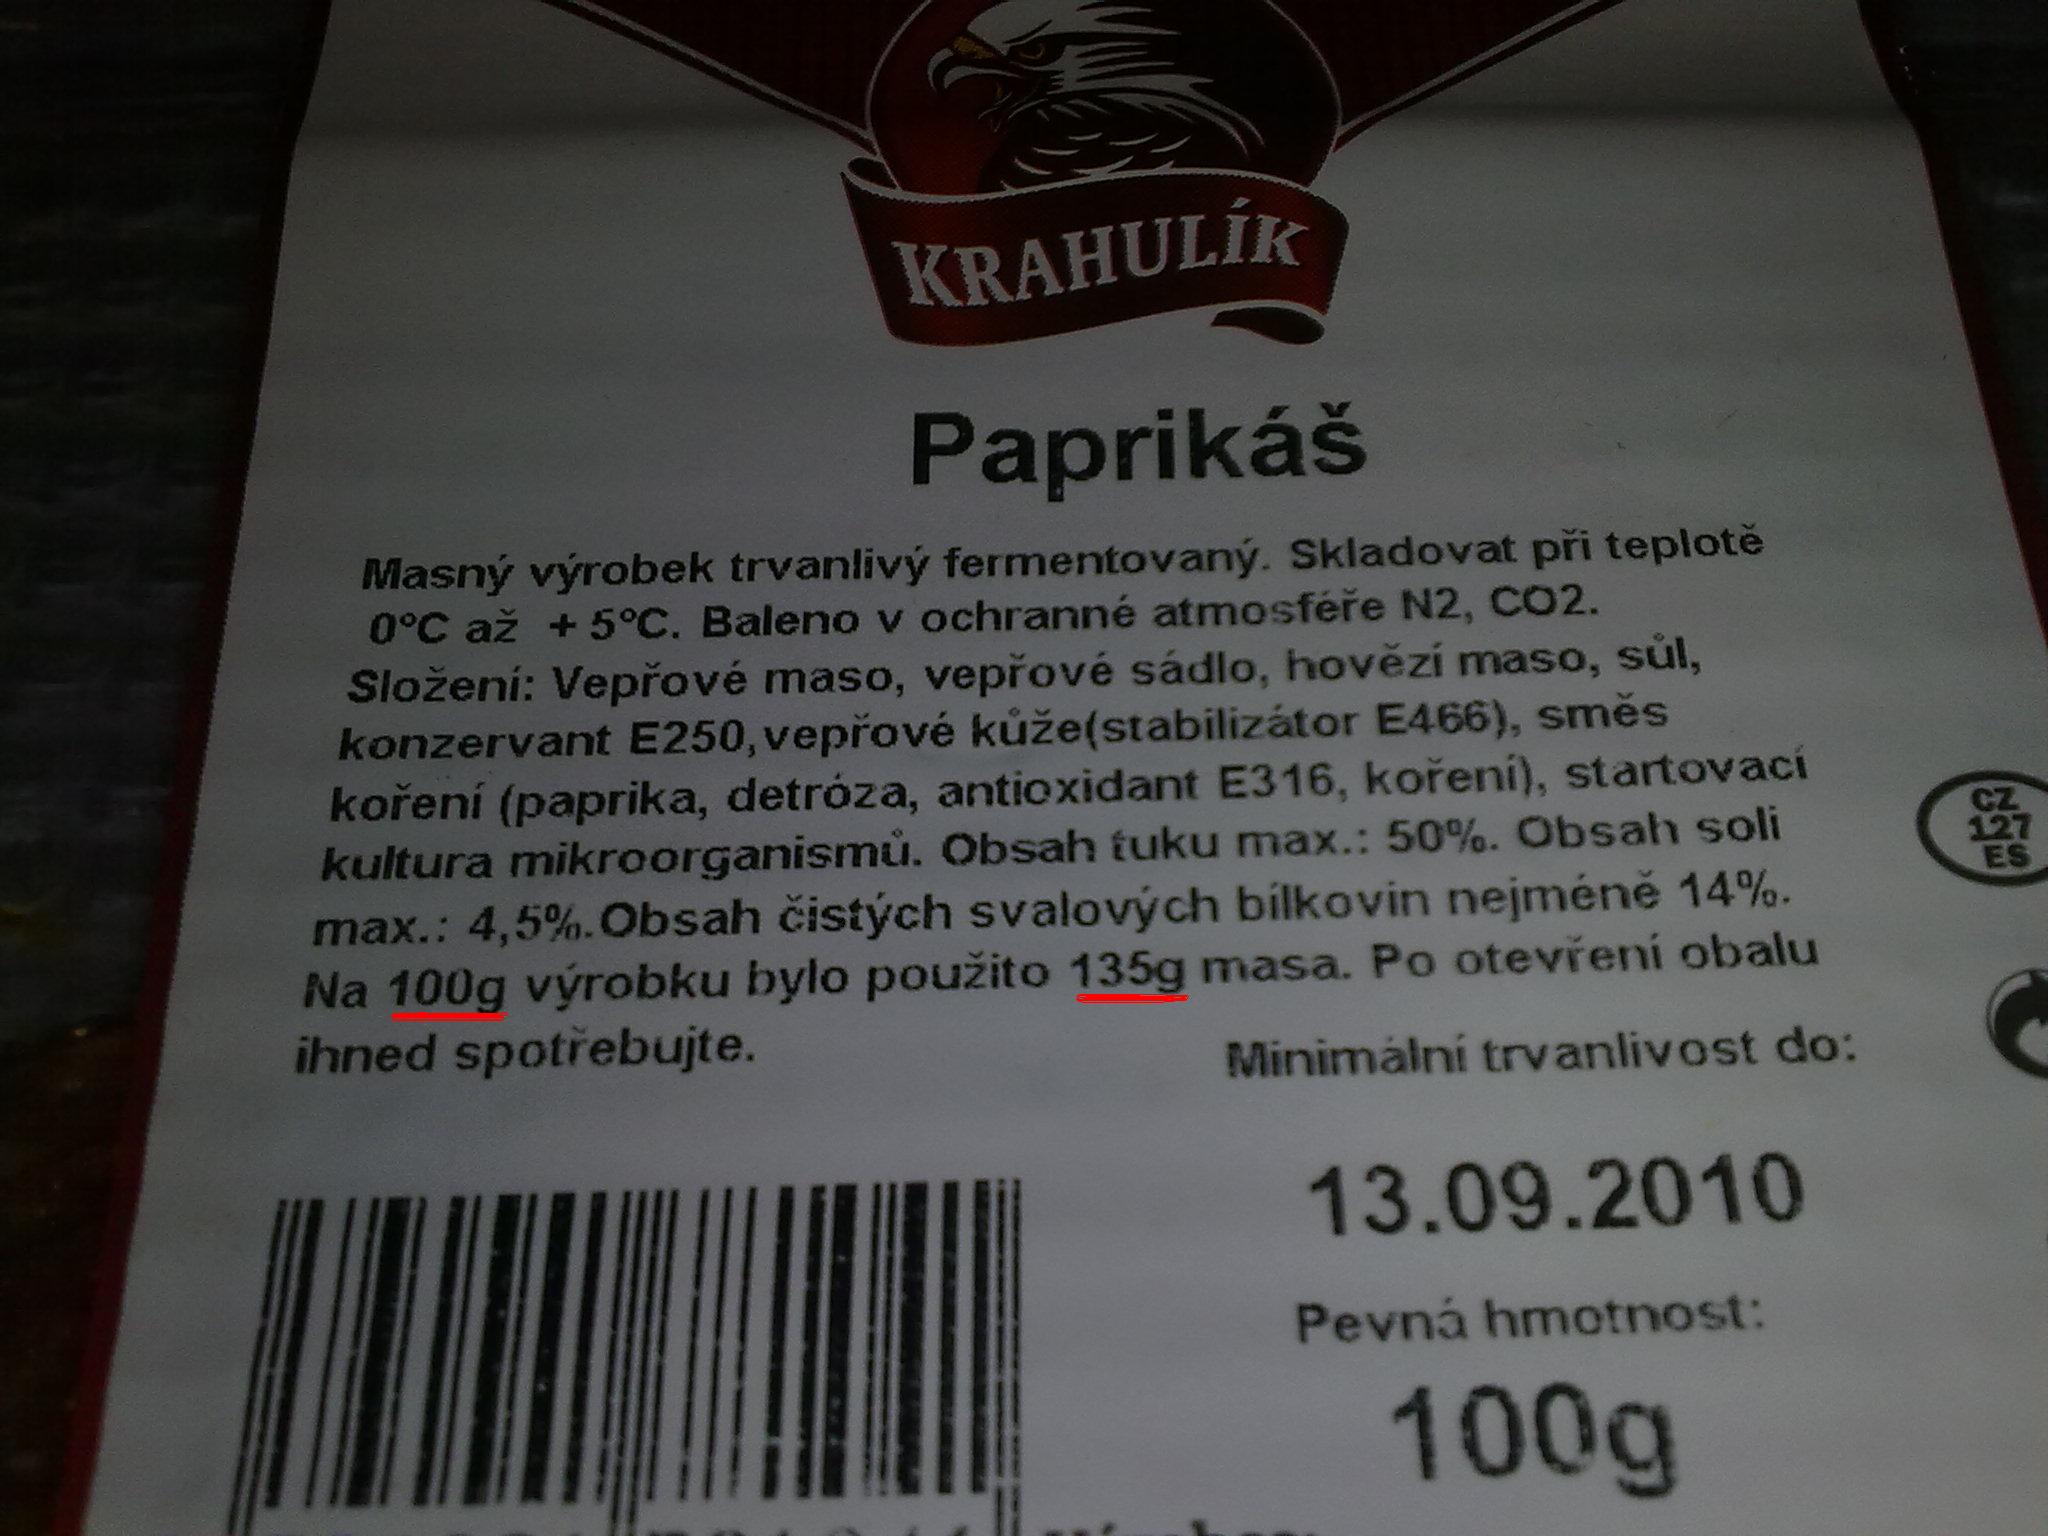 KRAHULÍK
Paprikáš
Masný výrobek trvanlivý fermentovaný. Skladovat při teplotě
0°C až + 5°C. Baleno v ochranné atmosféře N2, CO2.
Složení: Vepřové maso, vepřové sádlo, hovězí maso, sůl,
konzervant E250,vepřové kůže(stabilizátor E466), směs
koření (paprika, detróza, antioxidant E316, koření), startovací
kultura mikroorganismů. Obsah tuku max.: 50%. Obsah soli
max.: 4,5%.Obsah čistých svalových bílkovin nejméně 14%.
Na 100g výrobku bylo použito 135g masa. Po otevření obalu
ihned spotřebujte.
CZ
127
ES
Minimální trvanlivost do:
13.09.2010
Pevná hmotnost:
100g